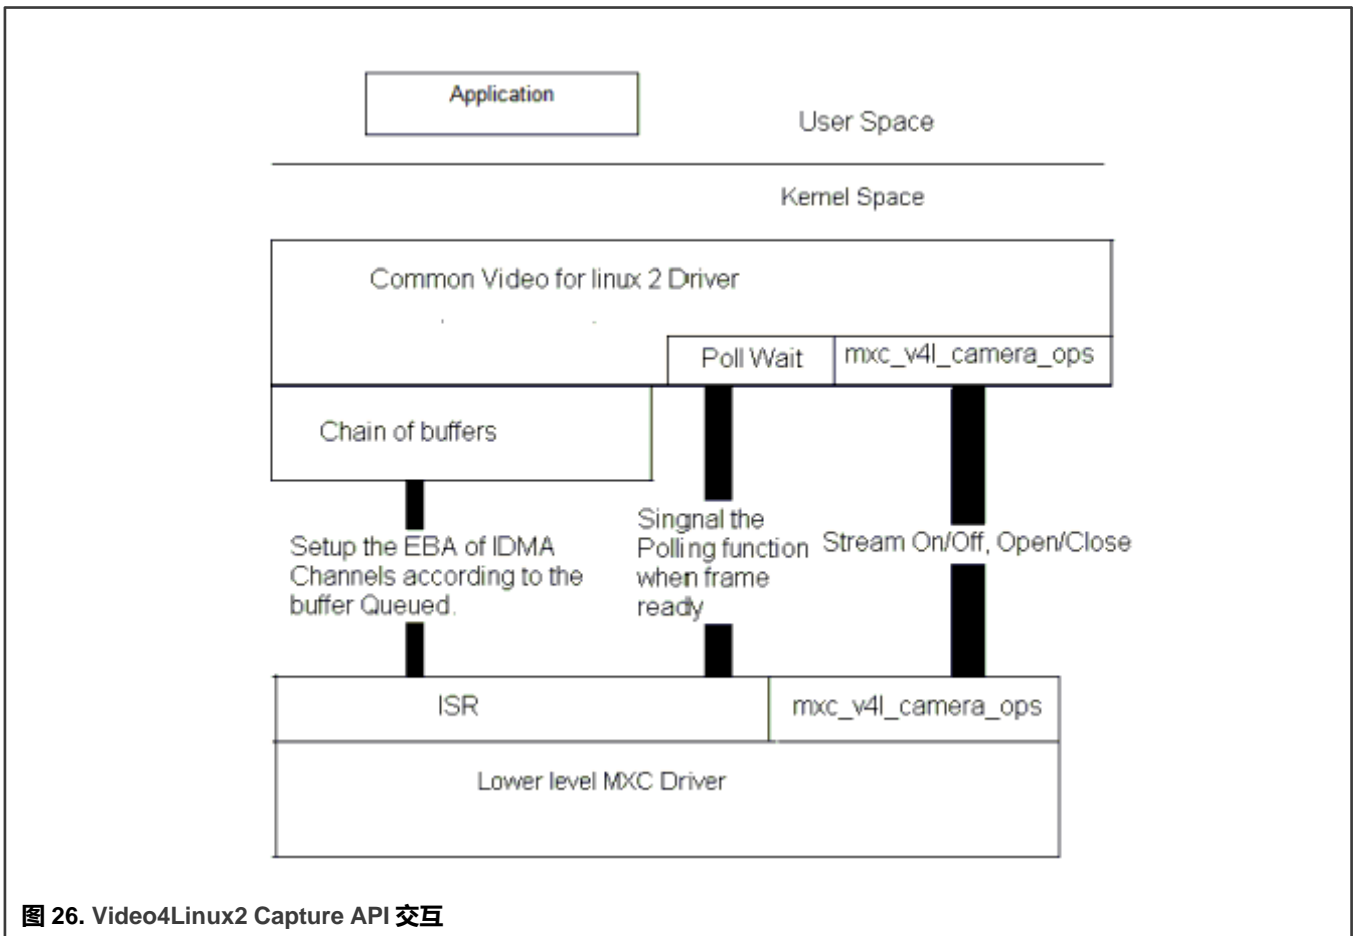 Application
User Space
Kernel Space
Common Video for linux 2 Driver
Poll Wait
mxc_v4l_camera_ops
Chain of buffers
Setup the EBA of IDMA
Channels according to the
buffer Queued.
Singnal the
Polling function
when frame
ready
Stream On/Off, Open/Close
ISR
mxc_v4l_camera_ops
Lower level MXC Driver
图 26. Video4Linux2 Capture API 交互